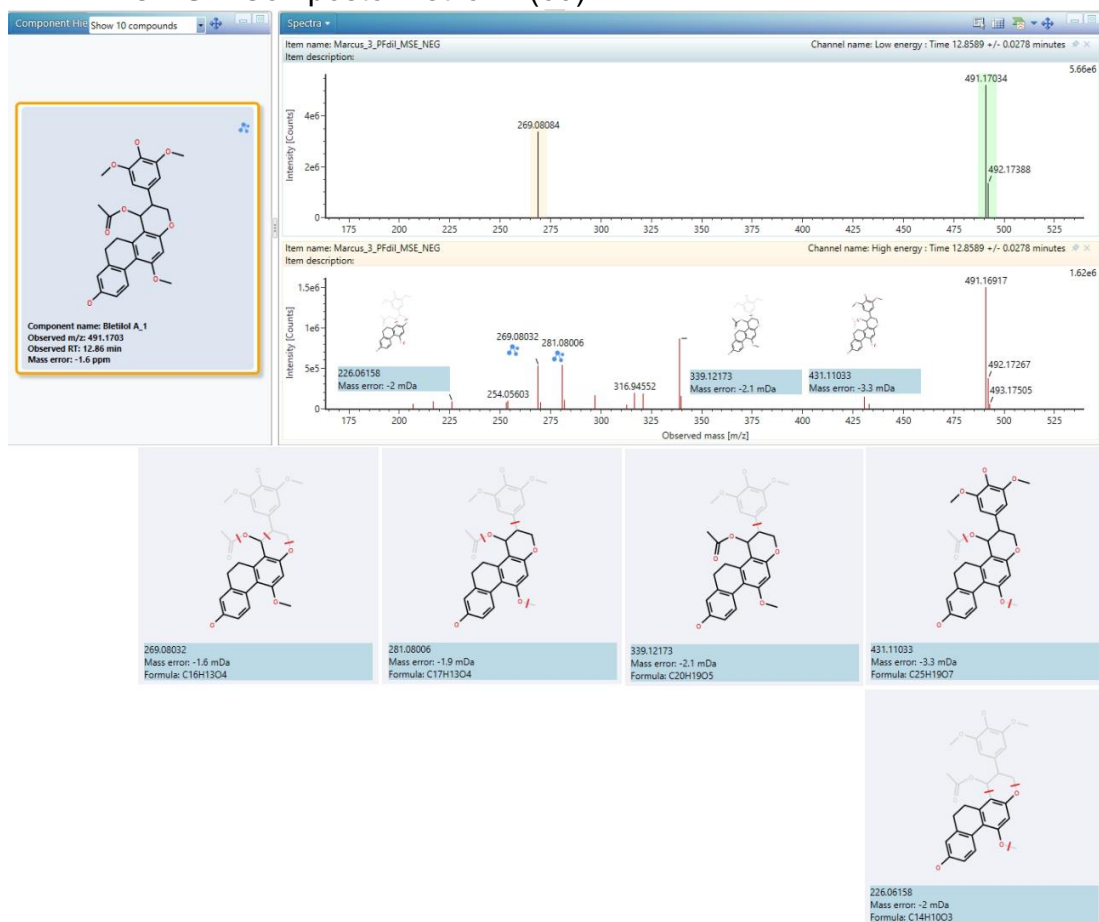 Component Hie Show 10 compounds
Spectra
Item name: Marcus_3_PFdil_MSE_NEG
Channel name: Low energy : Time 12.8589 +/- 0.0278 minutes
Item description:
5.66e6
491.17034
4e6
269.08084
2e6
492.17388
0
Intensity [Counts]
175 200 225 250 275 300 325 350 375 400 425 450 475 500 525
Component name: Bletilol A_1
Observed m/z: 491.1703
Observed RT: 12.86 min
Mass error: -1.6 ppm
Item name: Marcus_3_PFdil_MSE_NEG
Channel name: High energy : Time 12.8589 +/- 0.0278 minutes
Item description:
1.62e6
1.5e6
491.16917
1e6
269.08032
281.08006
226.06158
Mass error: -2 mDa
339.12173
Mass error: -2.1 mDa
431.11033
Mass error: -3.3 mDa
492.17267
5e5
254.05603
316.94552
493.17505
0
Intensity [Counts]
175 200 225 250 275 300 325 350 375 400 425 450 475 500 525
Observed mass [m/z]
269.08032
Mass error: -1.6 mDa
Formula: C16H13O4
281.08006
Mass error: -1.9 mDa
Formula: C17H13O4
339.12173
Mass error: -2.1 mDa
Formula: C20H19O5
431.11033
Mass error: -3.3 mDa
Formula: C25H19O7
226.06158
Mass error: -2 mDa
Formula: C14H10O3